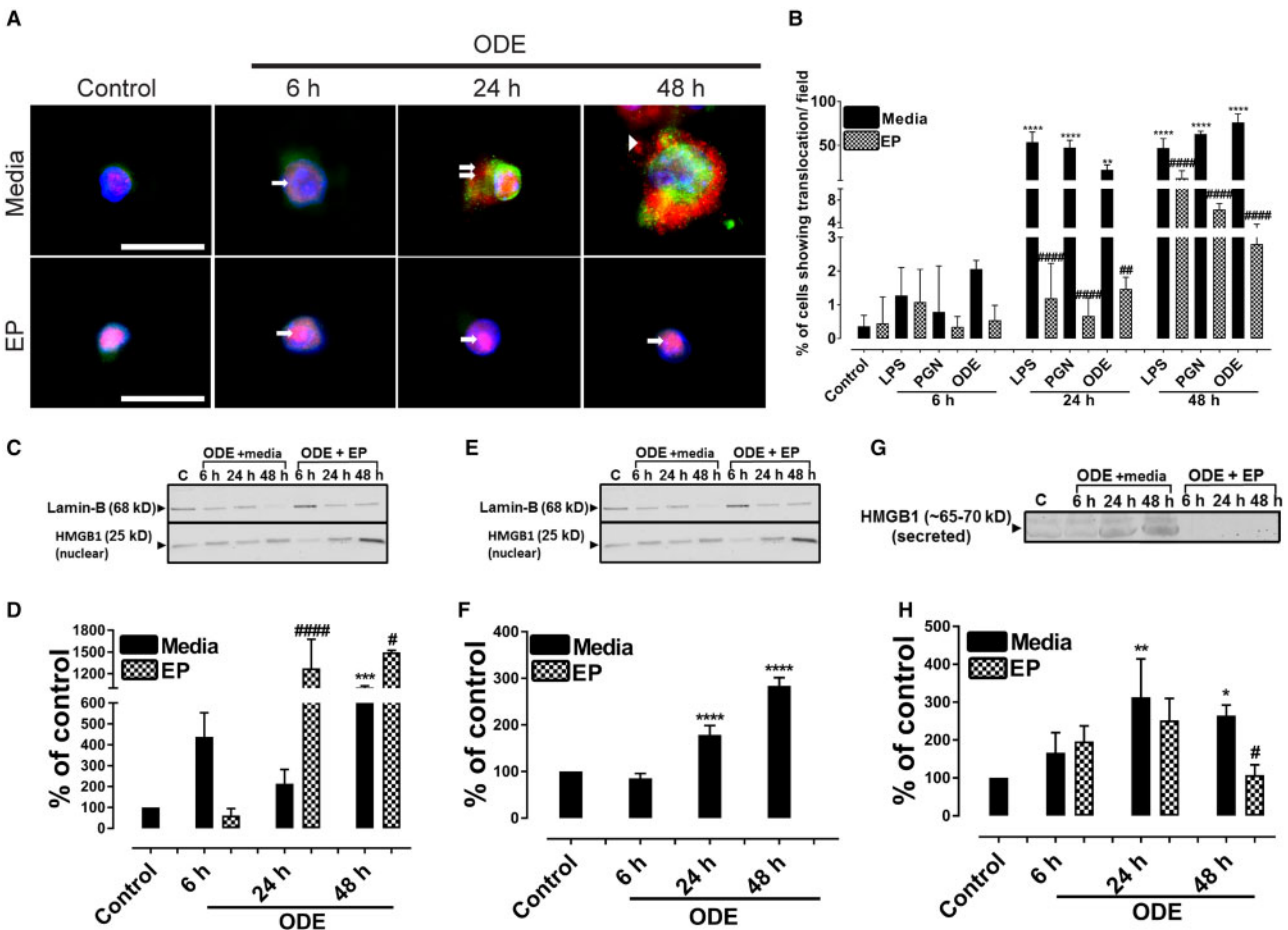 A
ODE
Control 6 h 24 h 48 h
Media
EP
B
% of cells showing translocation/ field
100
50
8
4
3
2
1
0
Media
EP
**** **** ** **** **** ****
#### #### ## #### #### ####
Control LPS PGN ODE LPS PGN ODE LPS PGN ODE
6 h 24 h 48 h
C
ODE +media ODE + EP
C 6 h 24 h 48 h 6 h 24 h 48 h
Lamin-B (68 kD)
HMGB1 (25 kD)
(nuclear)
E
ODE +media ODE + EP
C 6 h 24 h 48 h 6 h 24 h 48 h
Lamin-B (68 kD)
HMGB1 (25 kD)
(nuclear)
G
ODE +media ODE + EP
C 6 h 24 h 48 h 6 h 24 h 48 h
HMGB1 (~65-70 kD)
(secreted)
D
% of control
1800
1500
1200
600
500
400
300
200
100
0
Media
EP
#### *** #
Control 6 h 24 h 48 h
ODE
F
% of control
400
300
200
100
0
Media
EP
**** ****
Control 6 h 24 h 48 h
ODE
H
% of control
500
400
300
200
100
0
Media
EP
** * #
Control 6 h 24 h 48 h
ODE